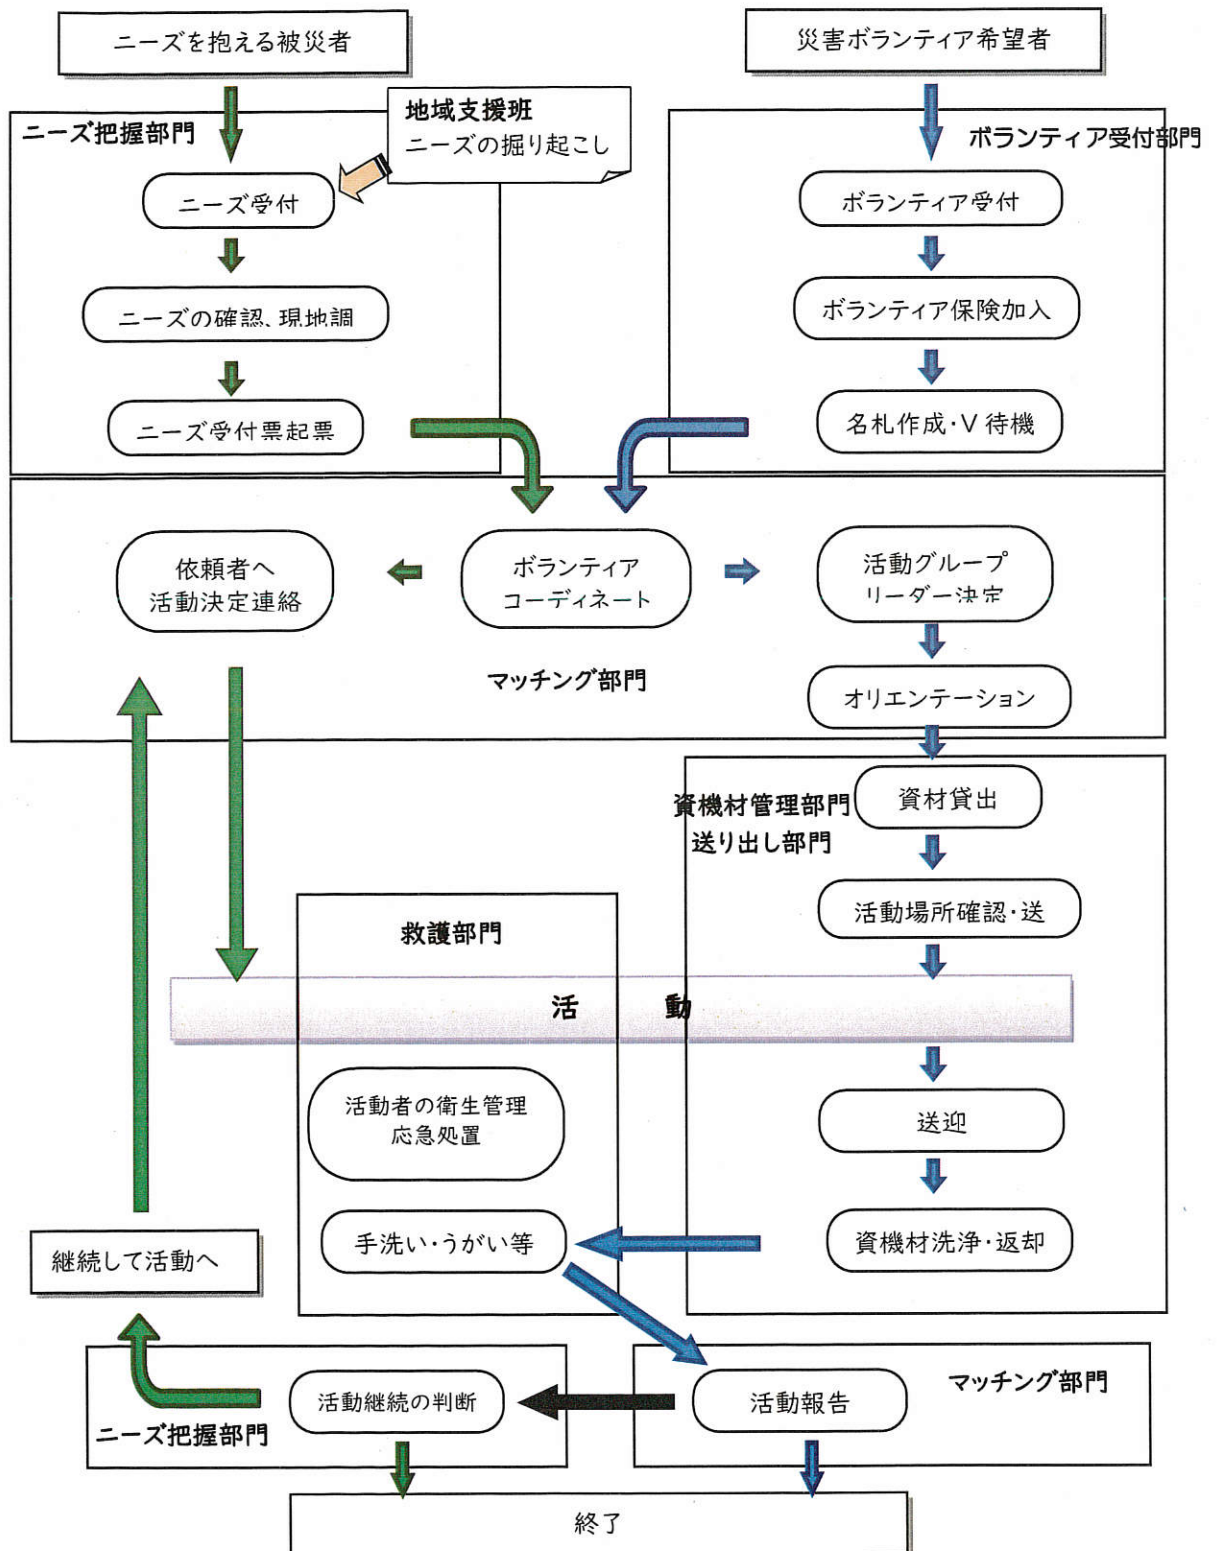 ニーズを抱える被災者
災害ボランティア希望者
地域支援班
ニーズの掘り起こし
ニーズ把握部門
ボランティア受付部門
ニーズ受付
ボランティア受付
ニーズの確認、現地調
ボランティア保険加入
ニーズ受付票起票
名札作成・V 待機
依頼者へ
活動決定連絡
ボランティア
コーディネート
活動グループ
リーダー決定
マッチング部門
オリエンテーション
資機材管理部門
送り出し部門
資材貸出
活動場所確認・送
救護部門
活　動
活動者の衛生管理
応急処置
送迎
手洗い・うがい等
資機材洗浄・返却
継続して活動へ
活動継続の判断
ニーズ把握部門
活動報告
マッチング部門
終了